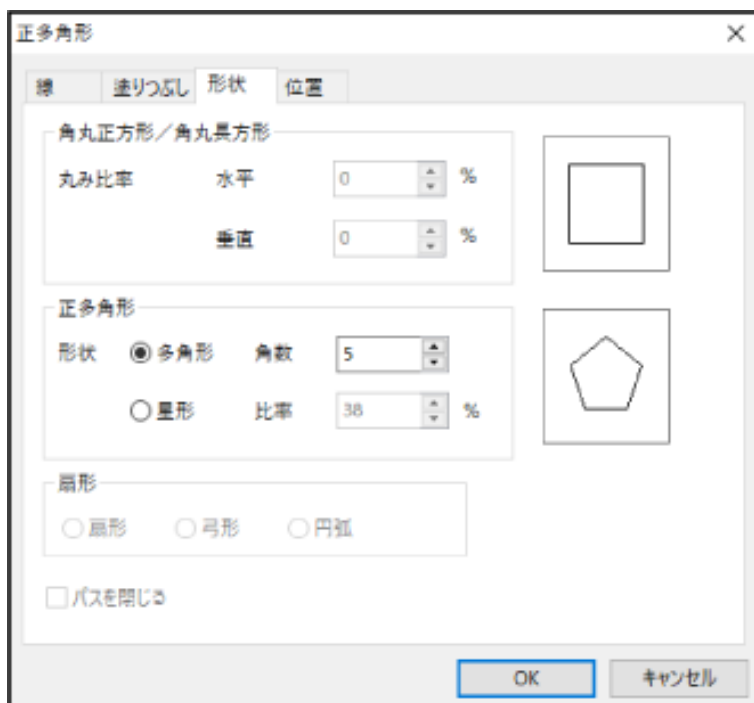 正多角形
線 塗りつぶし 形状 位置
角丸正方形／角丸長方形
丸み比率 水平 0 %
垂直 0 %
正多角形
形状 多角形 角数 5
星形 比率 38 %
扇形
扇形 弓形 円弧
パスを閉じる
OK キャンセル